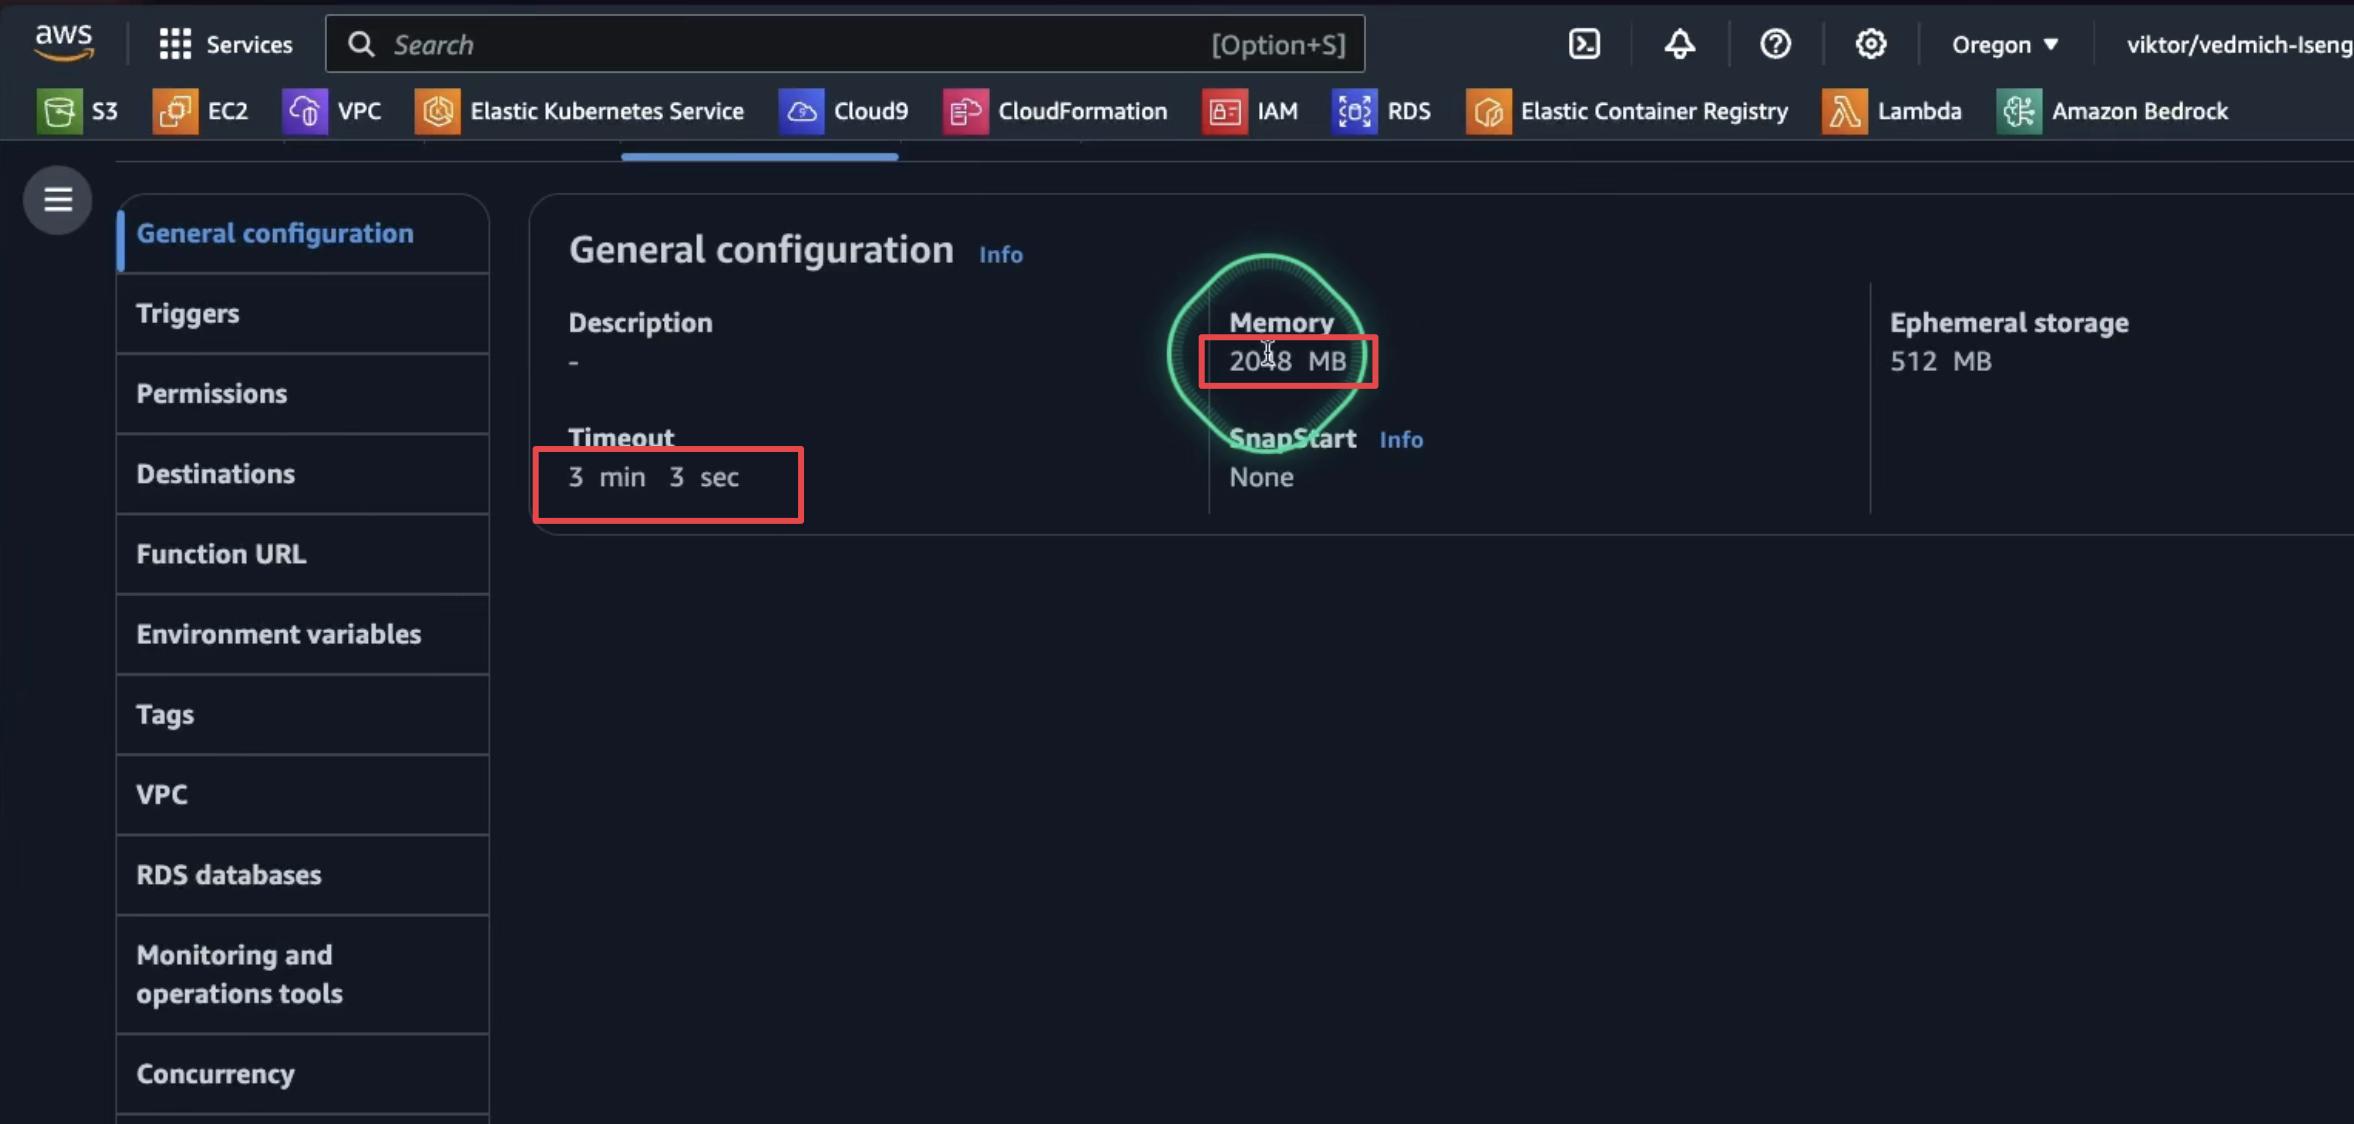 aws
Services
Search
[Option+S]
Oregon
viktor/vedmich-Iseng
S3
EC2
VPC
Elastic Kubernetes Service
Cloud9
CloudFormation
IAM
RDS
Elastic Container Registry
Lambda
Amazon Bedrock
General configuration
Triggers
Permissions
Destinations
Function URL
Environment variables
Tags
VPC
RDS databases
Monitoring and
operations tools
Concurrency
General configuration Info
Description
-
Memory
2048 MB
Ephemeral storage
512 MB
Timeout
3 min 3 sec
SnapStart Info
None